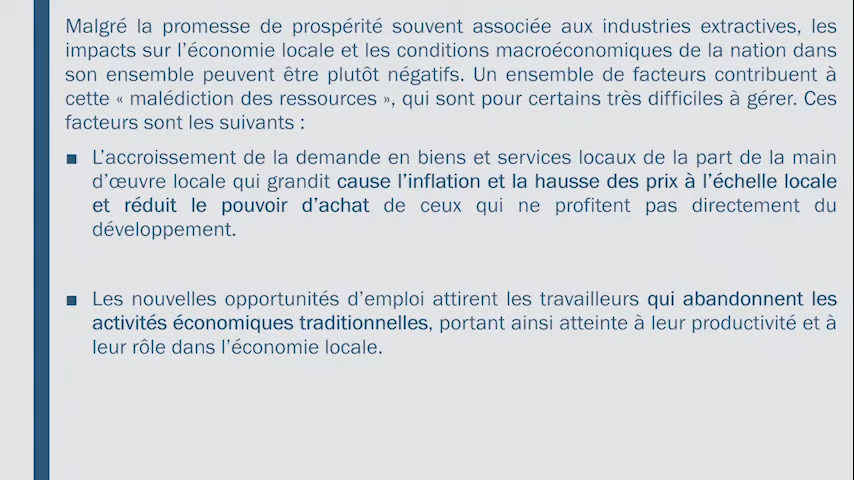 Malgré la promesse de prospérité souvent associée aux industries extractives, les
impacts sur l'économie locale et les conditions macroéconomiques de la nation dans
son ensemble peuvent être plutôt négatifs. Un ensemble de facteurs contribuent à
cette « malédiction des ressources », qui sont pour certains très difficiles à gérer. Ces
facteurs sont les suivants :
■ L'accroissement de la demande en biens et services locaux de la part de la main
d'œuvre locale qui grandit cause l'inflation et la hausse des prix à l'échelle locale
et réduit le pouvoir d'achat de ceux qui ne profitent pas directement du
développement.
■ Les nouvelles opportunités d'emploi attirent les travailleurs qui abandonnent les
activités économiques traditionnelles, portant ainsi atteinte à leur productivité et à
leur rôle dans l'économie locale.